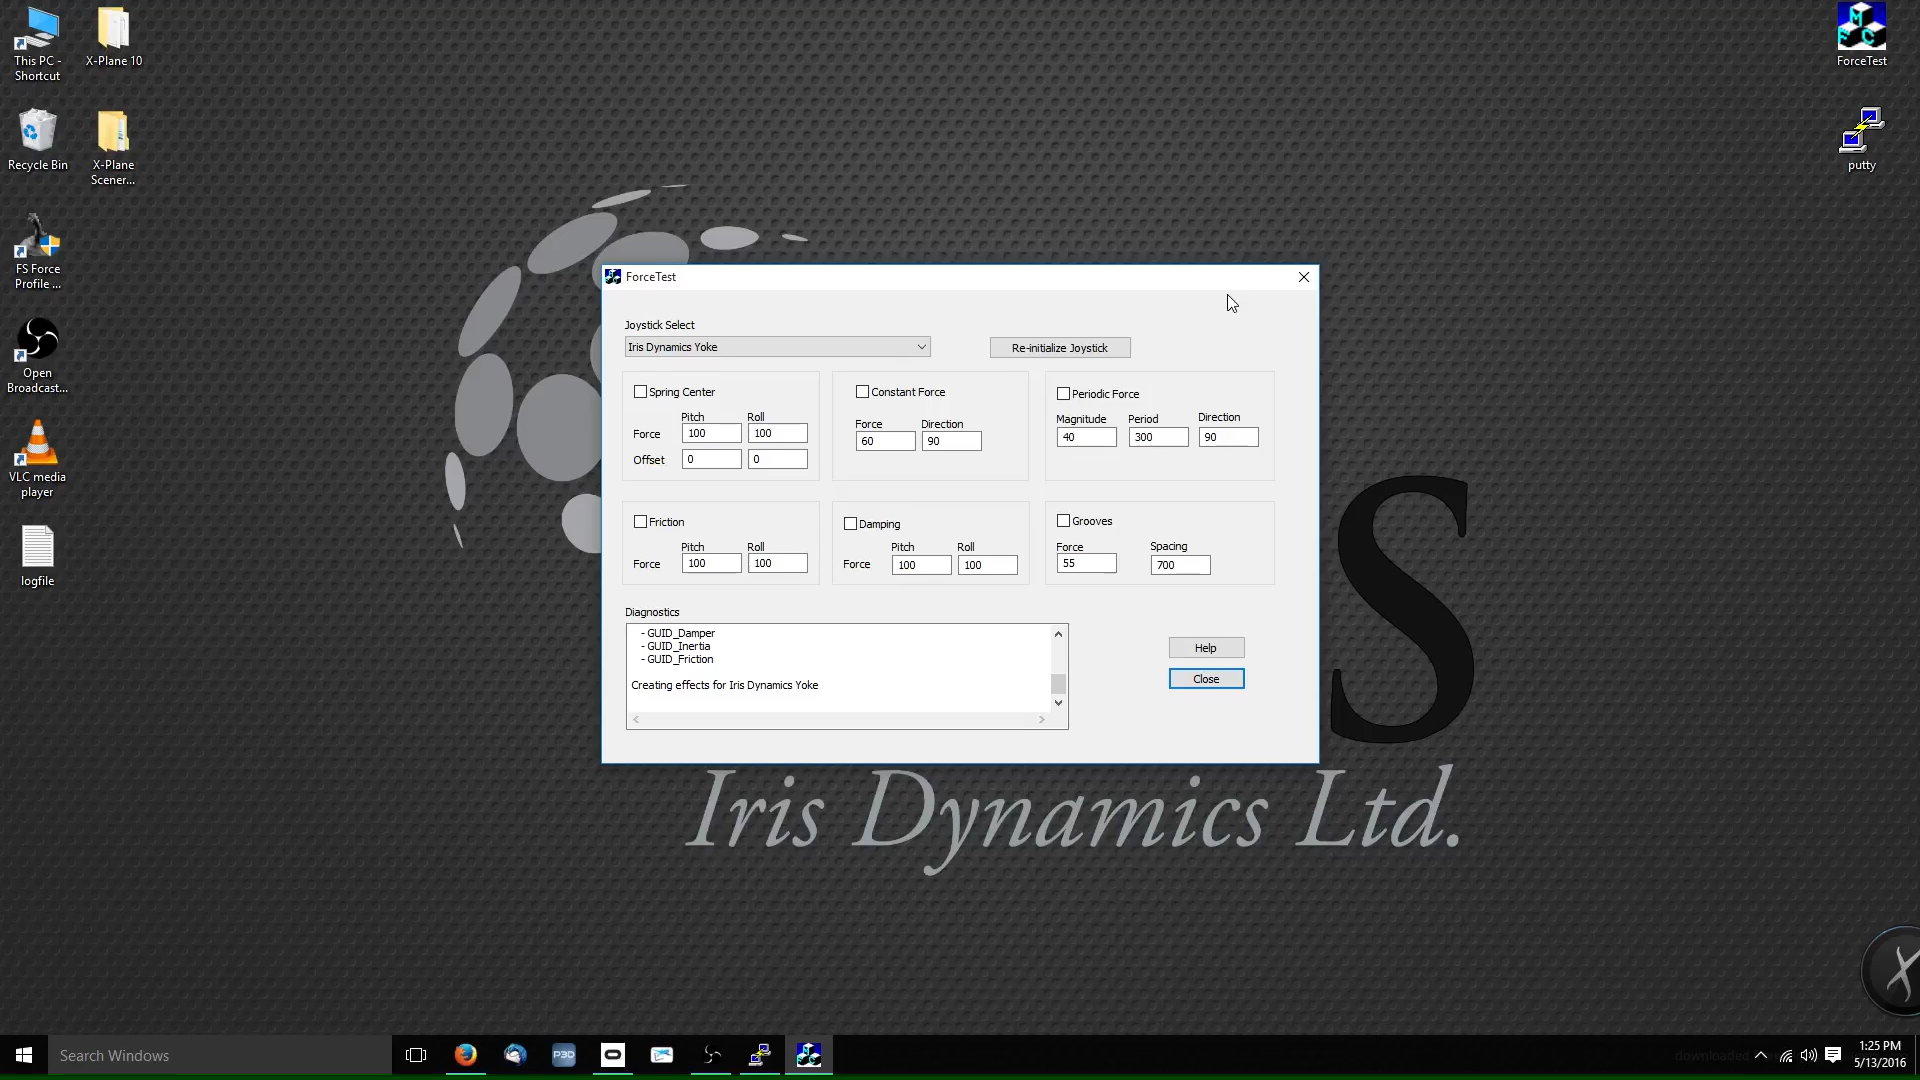 This PC - Shortcut
X-Plane 10
ForceTest
Recycle Bin
X-Plane Scener...
putty
FS Force Profile ...
Open Broadcast...
VLC media player
logfile
ForceTest
Joystick Select
Iris Dynamics Yoke
Re-initialize Joystick
Spring Center
Pitch Roll
Force 100 100
Offset 0 0
Constant Force
Force Direction
60 90
Periodic Force
Magnitude Period Direction
40 300 90
Friction
Pitch Roll
Force 100 100
Damping
Pitch Roll
Force 100 100
Grooves
Force Spacing
55 700
Diagnostics
- GUID_Damper
- GUID_Inertia
- GUID_Friction
Creating effects for Iris Dynamics Yoke
Help
Close
S
Iris Dynamics Ltd.
X
Search Windows
P3D
downloaded
1:25 PM
5/13/2016